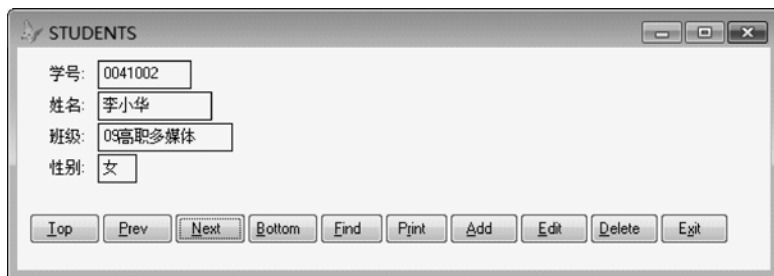 STUDENTS
学号: 0041002
姓名: 李小华
班级: 09高职多媒体
性别: 女
Top Prev Next Bottom Find Print Add Edit Delete Exit